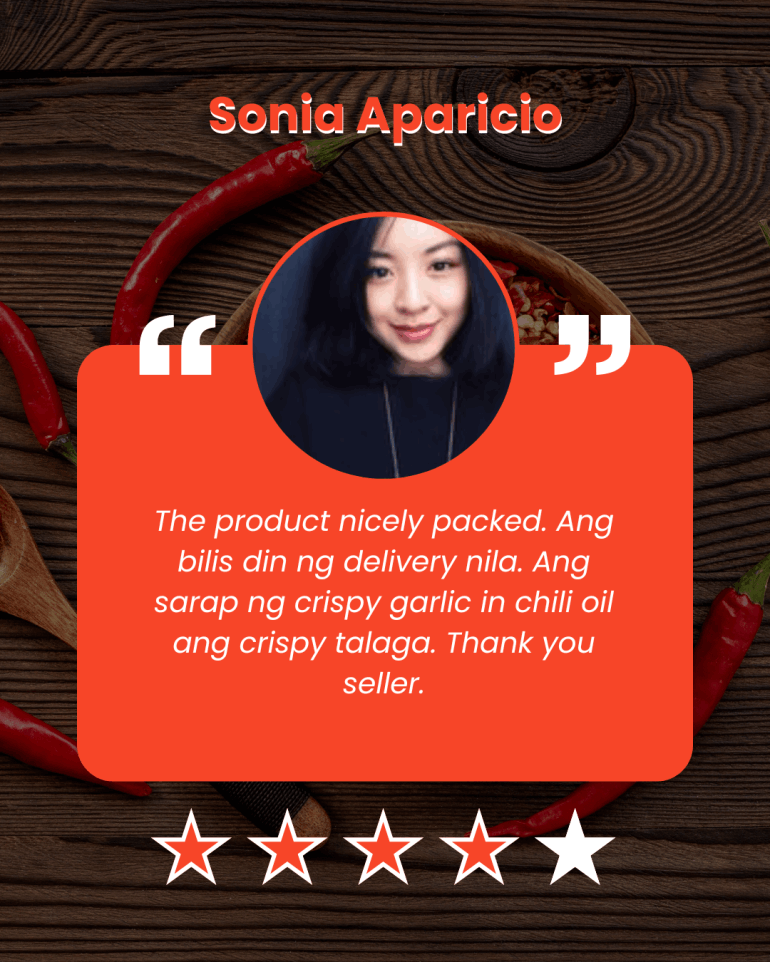 Sonia Aparicio
“ ”
The product nicely packed. Ang
bilis din ng delivery nila. Ang
sarap ng crispy garlic in chili oil
ang crispy talaga. Thank you
seller.